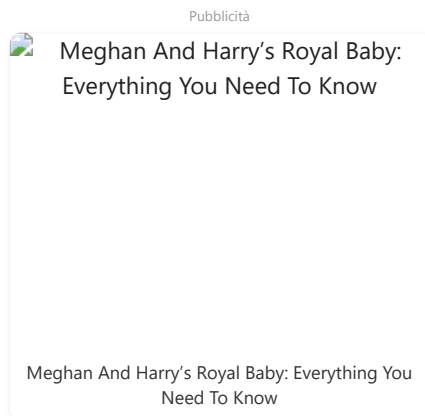 Pubblicità
Meghan And Harry’s Royal Baby:
Everything You Need To Know
Meghan And Harry’s Royal Baby: Everything You
Need To Know